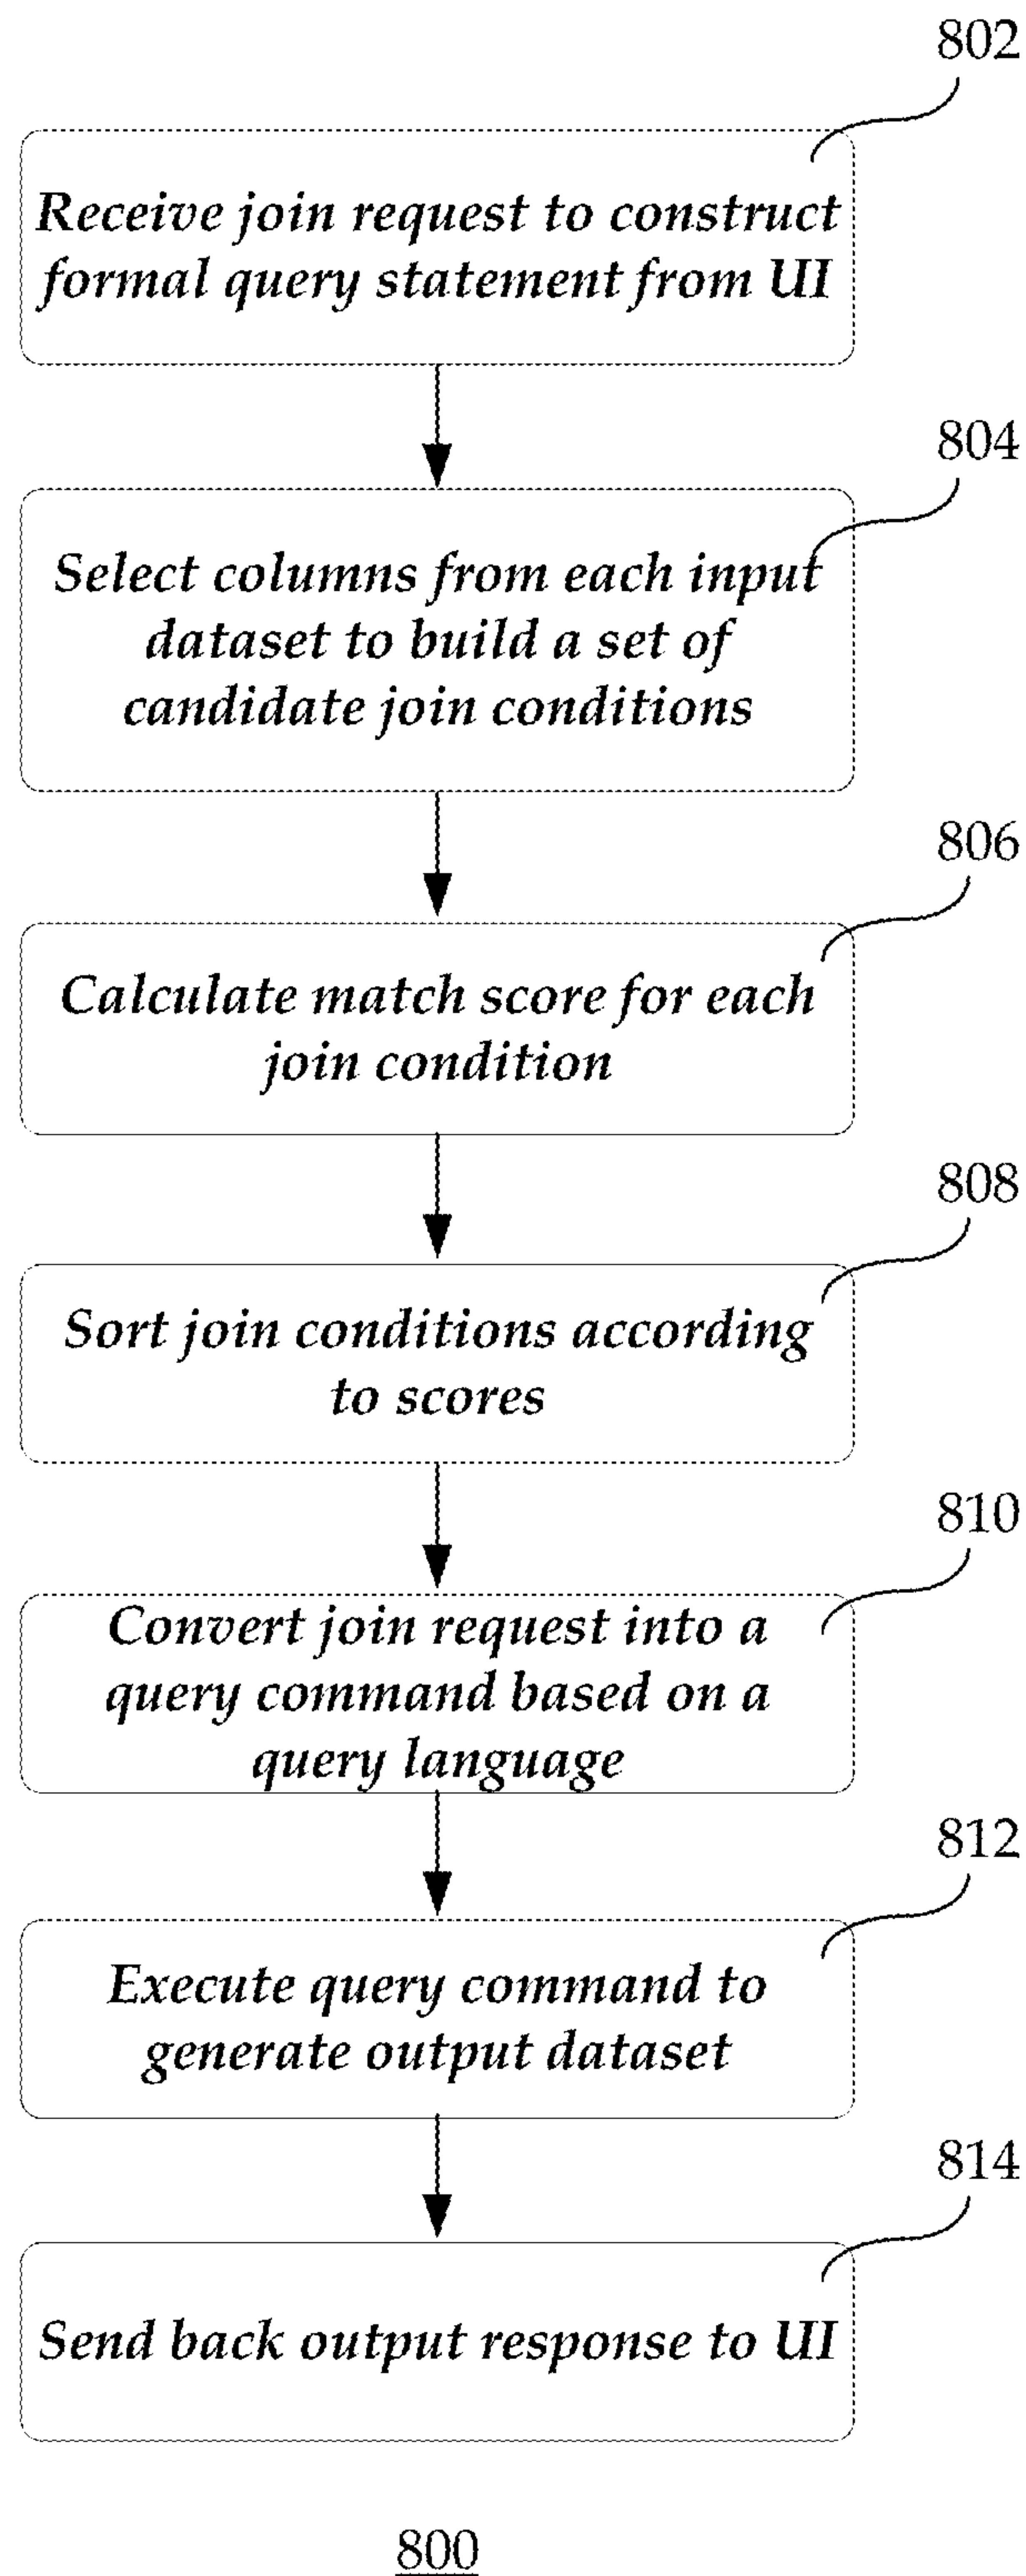 802
Receive join request to construct
formal query statement from UI
804
Select columns from each input
dataset to build a set of
candidate join conditions
806
Calculate match score for each
join condition
808
Sort join conditions according
to scores
810
Convert join request into a
query command based on a
query language
812
Execute query command to
generate output dataset
814
Send back output response to UI
800